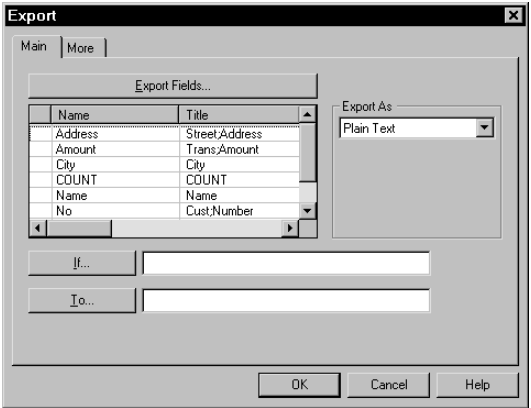 Export
Main More
Export Fields...
Name Title
Address Street;Address
Amount Trans;Amount
City City
COUNT COUNT
Name Name
No Cust;Number
Export As
Plain Text
If...
To...
OK Cancel Help